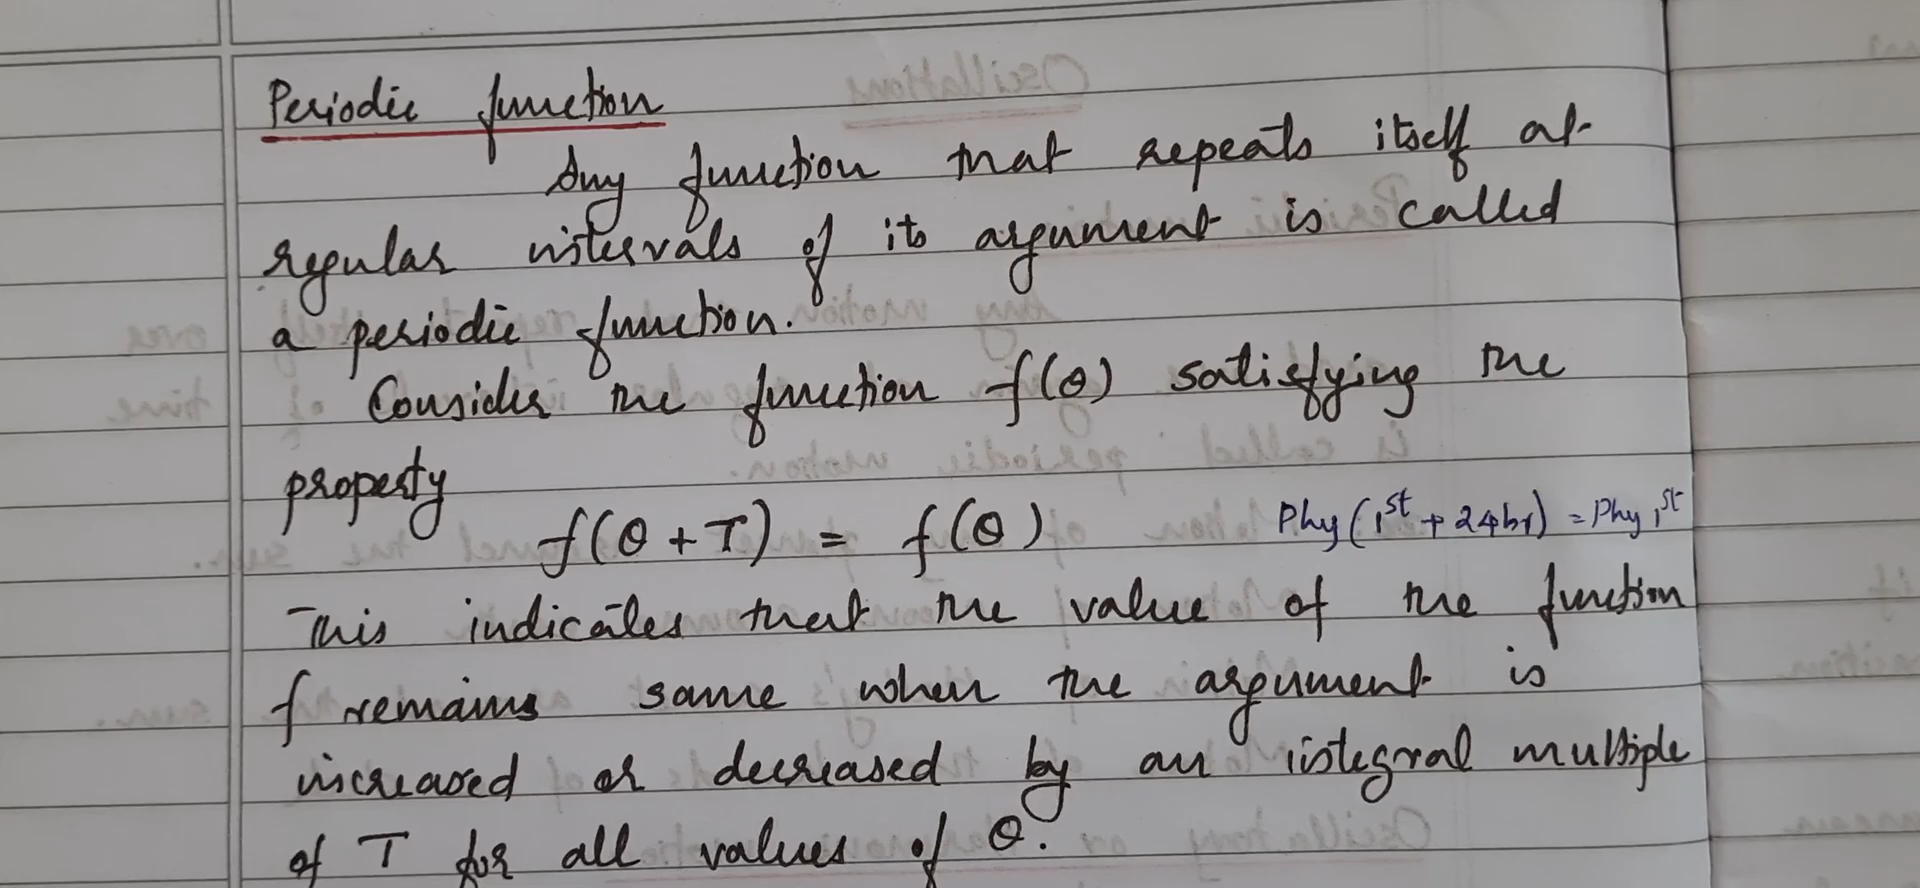 Periodic function
Any function that repeats itself at
regular intervals of its argument is called
a periodic function.
Consider the function f(θ) satisfying the
property
f(θ + T) = f(θ)
Phy (1st + 24hr) = Phy 1st
This indicates that the value of the function
f remains same when the argument is
increased or decreased by an integral multiple
of T for all values of θ.